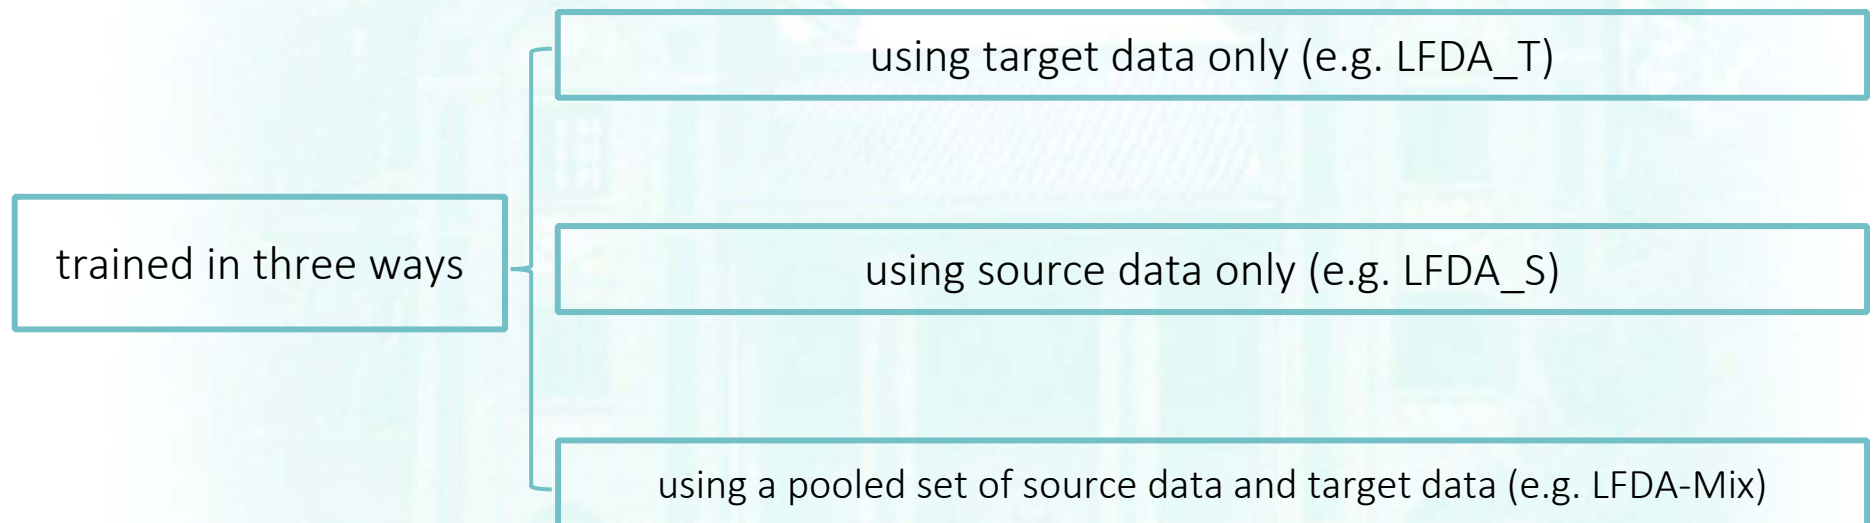 trained in three ways
using target data only (e.g. LFDA_T)
using source data only (e.g. LFDA_S)
using a pooled set of source data and target data (e.g. LFDA-Mix)